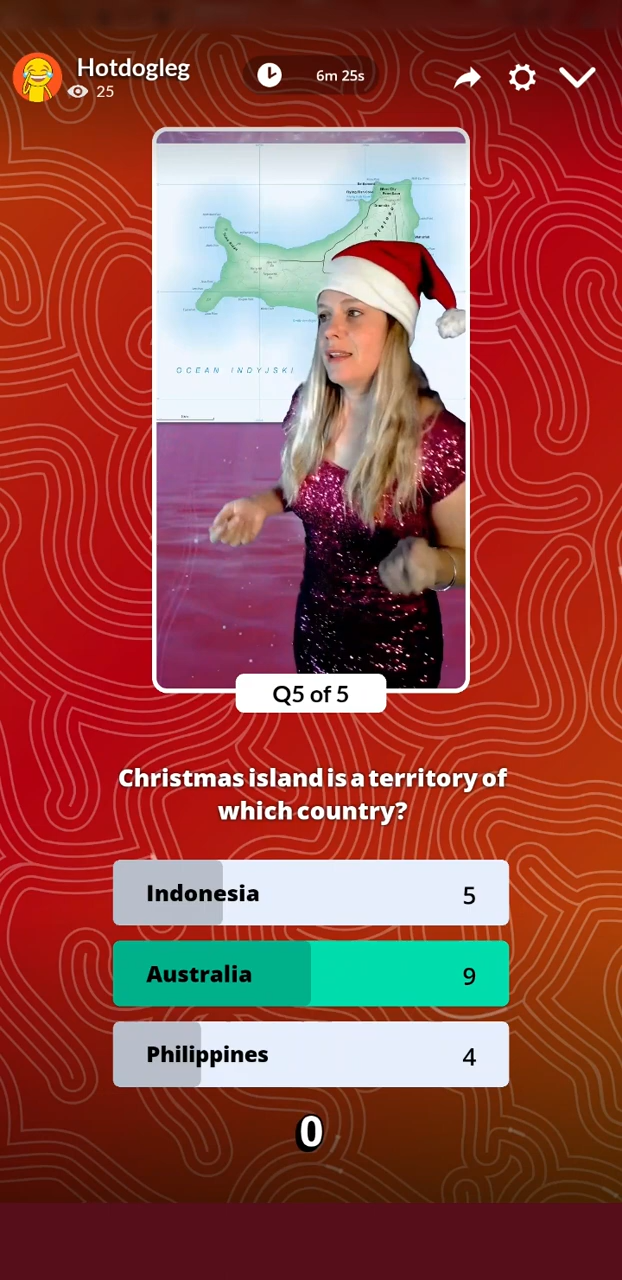 Hotdogleg
25
6m 25s
OCEAN INDYJSKI
Q5 of 5
Christmas island is a territory of
which country?
Indonesia 5
Australia 9
Philippines 4
0